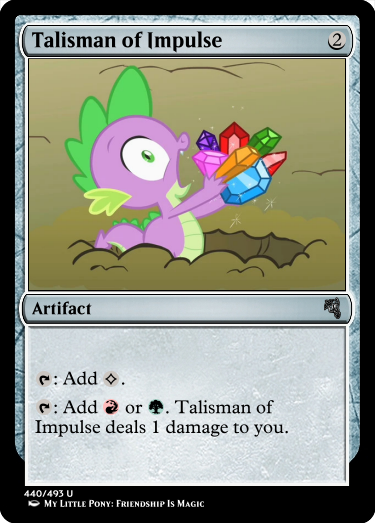 Talisman of Impulse 2
Artifact
: Add .
: Add or . Talisman of
Impulse deals 1 damage to you.
440/493 U
My Little Pony: Friendship Is Magic